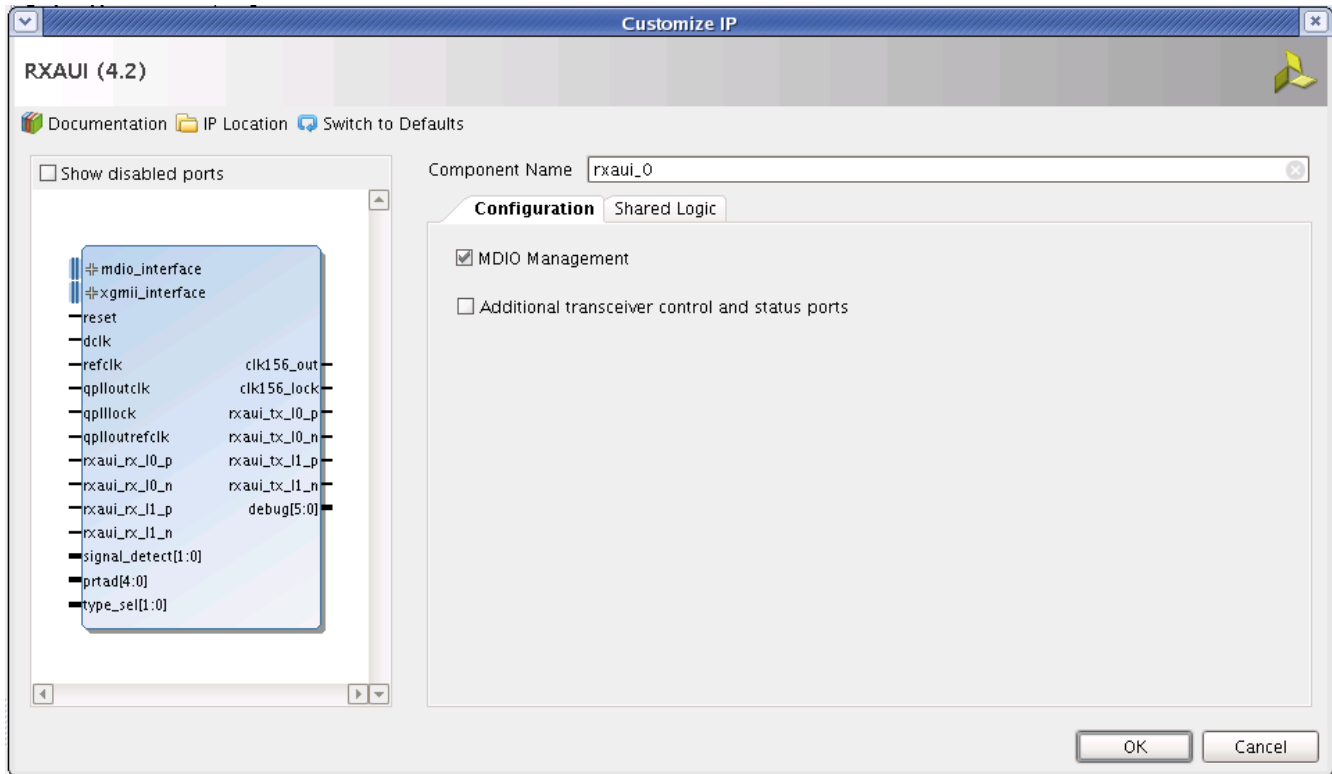 Customize IP
RXAUI (4.2)
Documentation IP Location Switch to Defaults
Show disabled ports
Component Name rxaui_0
Configuration Shared Logic
MDIO Management
Additional transceiver control and status ports
mdio_interface
xgmii_interface
reset
dclk
refclk clk156_out
qplloutclk clk156_lock
qplllock rxaui_tx_l0_p
qplloutrefclk rxaui_tx_l0_n
rxaui_rx_l0_p rxaui_tx_l1_p
rxaui_rx_l0_n rxaui_tx_l1_n
rxaui_rx_l1_p debug[5:0]
rxaui_rx_l1_n
signal_detect[1:0]
prtad[4:0]
type_sel[1:0]
OK Cancel